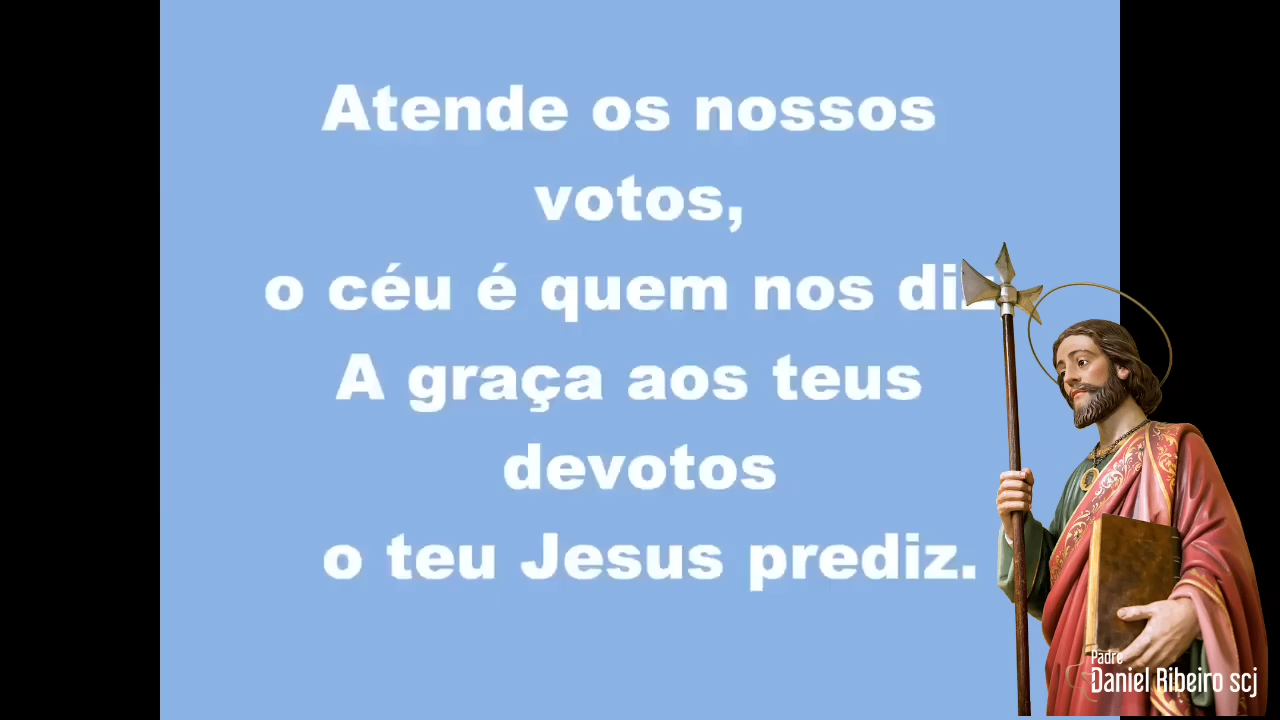 Atende os nossos
votos,
o céu é quem nos diz
A graça aos teus
devotos
o teu Jesus prediz.
Padre
Daniel Ribeiro scj